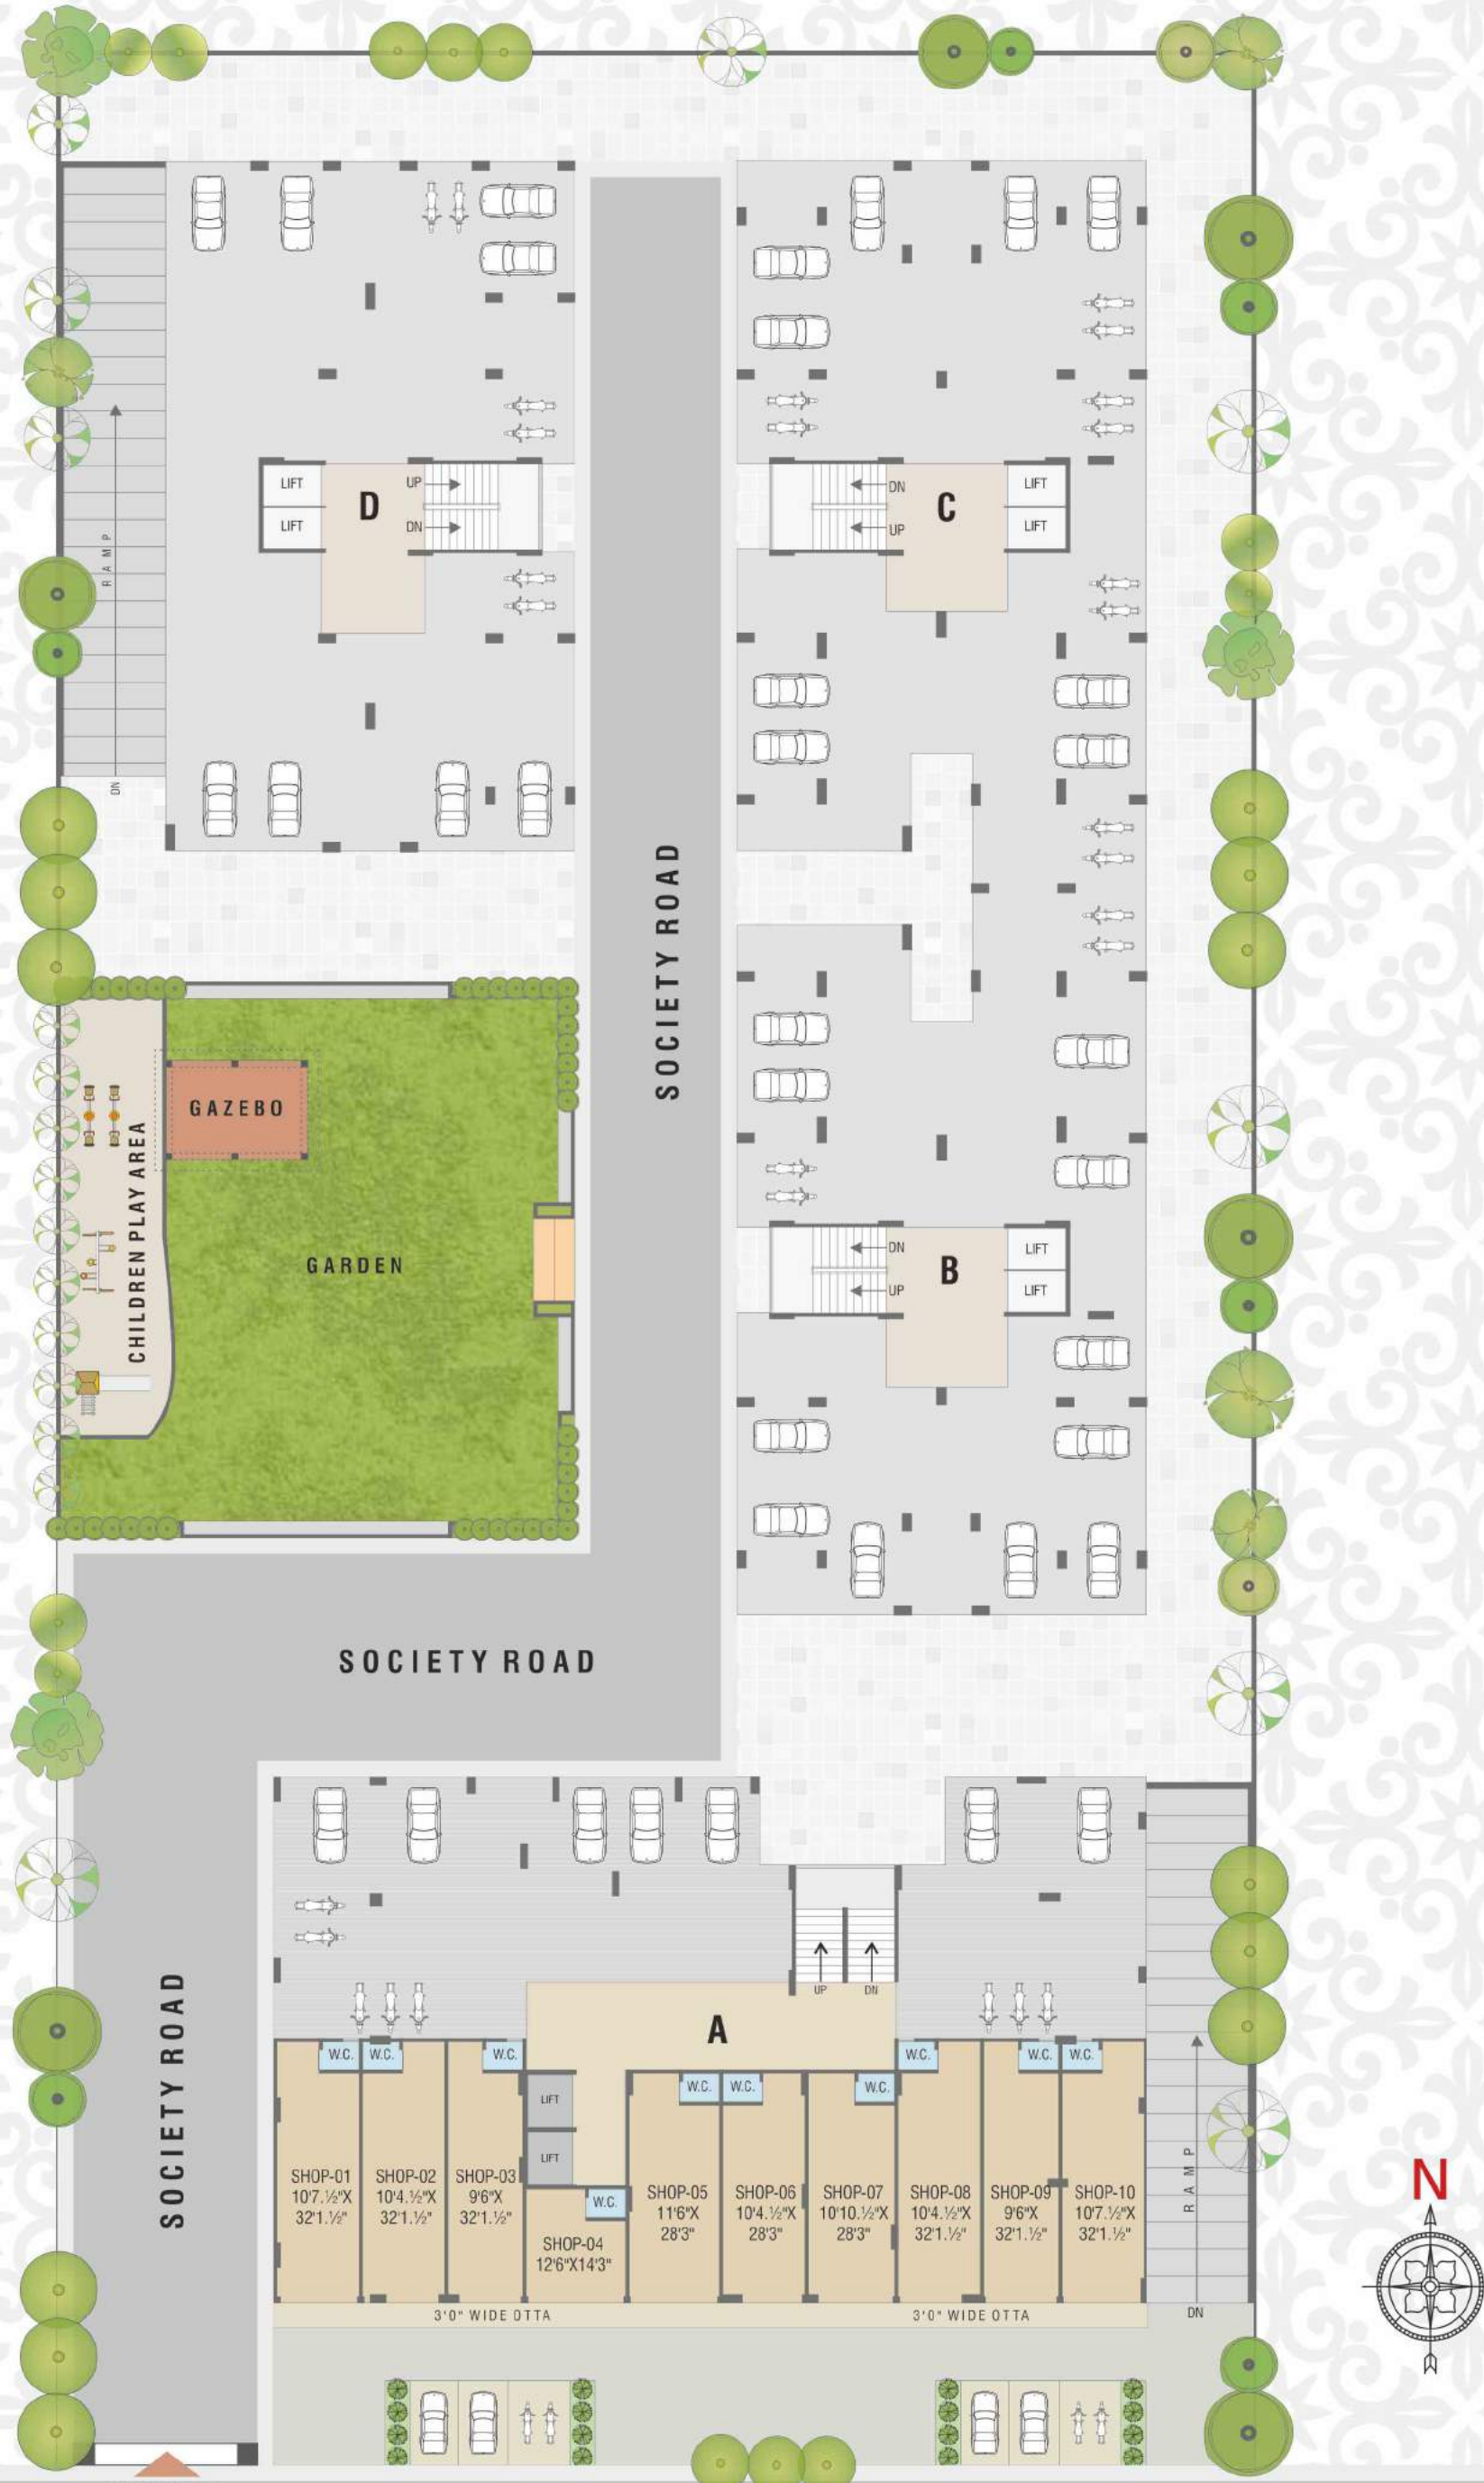 LIFT
LIFT
D
UP
DN
DN
UP
C
LIFT
LIFT
RAMP
DN
SOCIETY ROAD
GAZEBO
CHILDREN PLAY AREA
GARDEN
DN
UP
B
LIFT
LIFT
SOCIETY ROAD
SOCIETY ROAD
UP
DN
A
W.C.
W.C.
W.C.
W.C.
W.C.
W.C.
W.C.
W.C.
W.C.
LIFT
LIFT
W.C.
SHOP-01
10'7.½"X
32'1.½"
SHOP-02
10'4.½"X
32'1.½"
SHOP-03
9'6"X
32'1.½"
SHOP-04
12'6"X14'3"
SHOP-05
11'6"X
28'3"
SHOP-06
10'4.½"X
28'3"
SHOP-07
10'10.½"X
28'3"
SHOP-08
10'4.½"X
32'1.½"
SHOP-09
9'6"X
32'1.½"
SHOP-10
10'7.½"X
32'1.½"
RAMP
DN
3'0" WIDE OTTA
3'0" WIDE OTTA
N